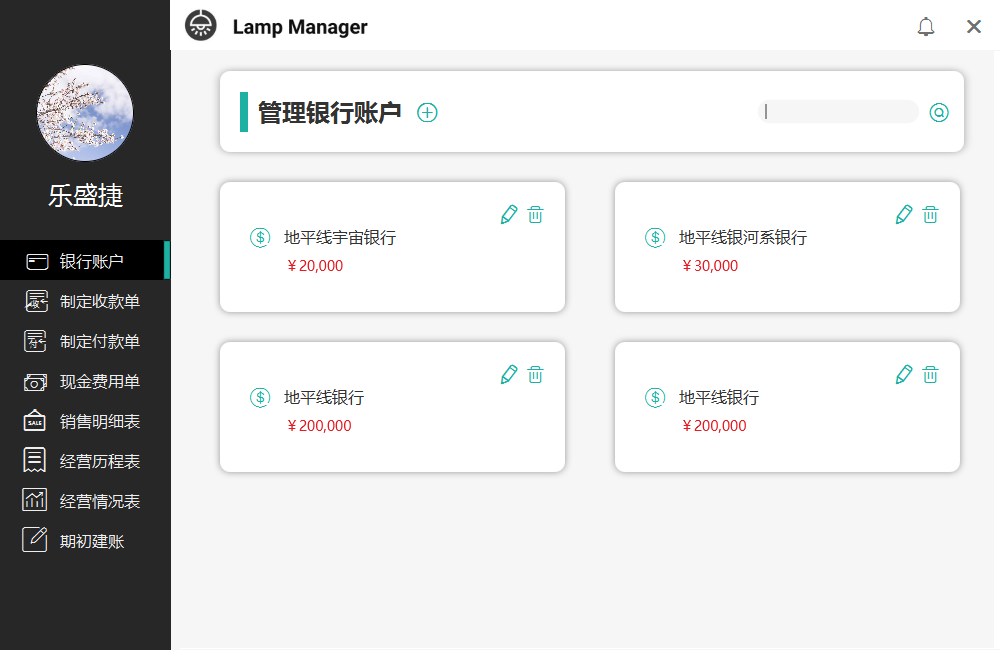 Lamp Manager
乐盛捷
银行账户
制定收款单
制定付款单
现金费用单
SALE
销售明细表
经营历程表
经营情况表
期初建账
管理银行账户
地平线宇宙银行
￥20,000
地平线银河系银行
￥30,000
地平线银行
￥200,000
地平线银行
￥200,000